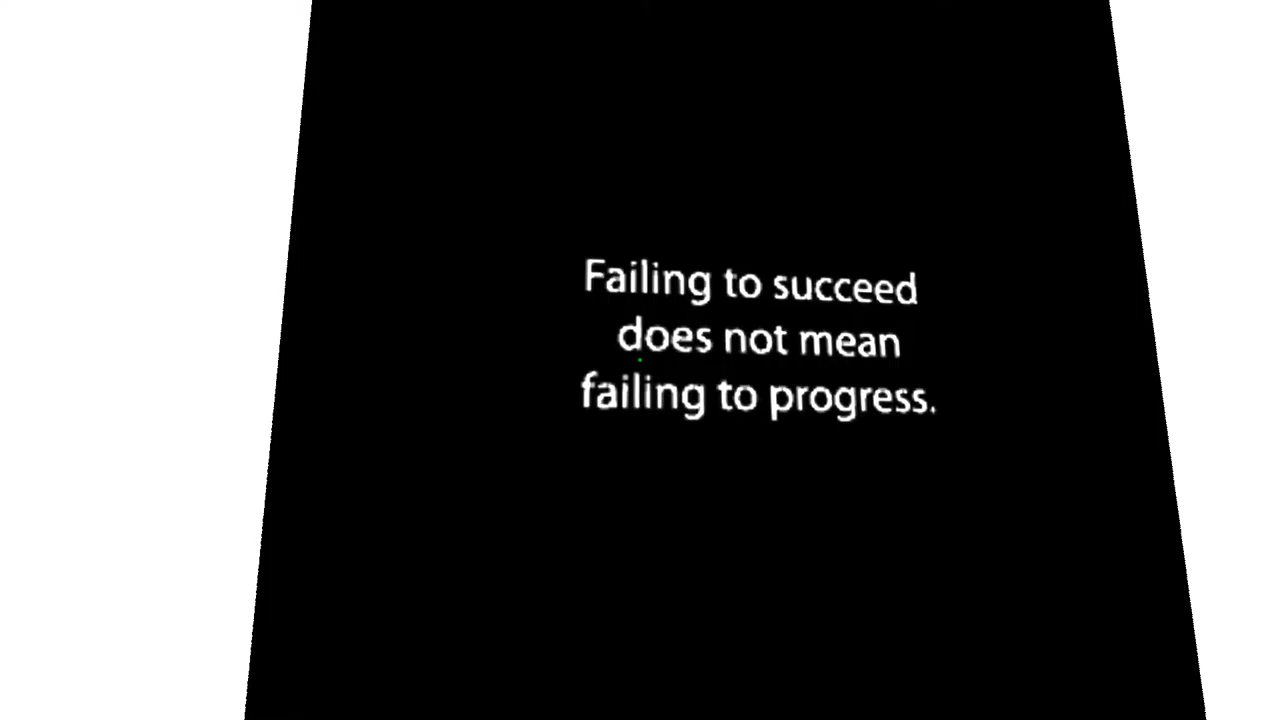 Failing to succeed
does not mean
failing to progress.